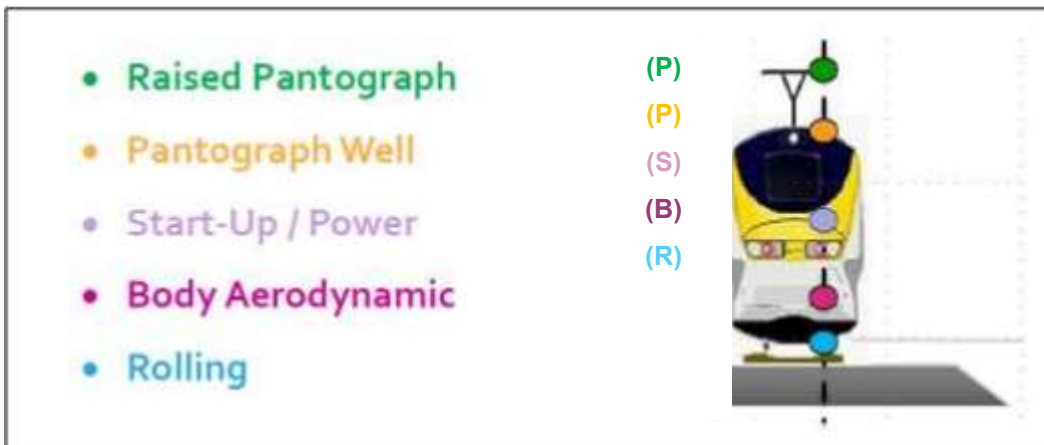 • Raised Pantograph (P)
• Pantograph Well (P)
• Start-Up / Power (S)
• Body Aerodynamic (B)
• Rolling (R)